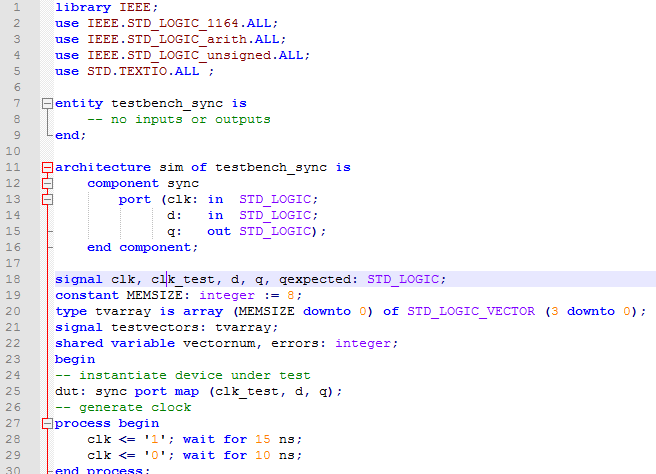 1 library IEEE;
2 use IEEE.STD_LOGIC_1164.ALL;
3 use IEEE.STD_LOGIC_arith.ALL;
4 use IEEE.STD_LOGIC_unsigned.ALL;
5 use STD.TEXTIO.ALL ;
6
7 entity testbench_sync is
8 -- no inputs or outputs
9 end;
10
11 architecture sim of testbench_sync is
12 component sync
13 port (clk: in STD_LOGIC;
14 d: in STD_LOGIC;
15 q: out STD_LOGIC);
16 end component;
17
18 signal clk, clk_test, d, q, qexpected: STD_LOGIC;
19 constant MEMSIZE: integer := 8;
20 type tvarray is array (MEMSIZE downto 0) of STD_LOGIC_VECTOR (3 downto 0);
21 signal testvectors: tvarray;
22 shared variable vectornum, errors: integer;
23 begin
24 -- instantiate device under test
25 dut: sync port map (clk_test, d, q);
26 -- generate clock
27 process begin
28 clk <= '1'; wait for 15 ns;
29 clk <= '0'; wait for 10 ns;
30 end process;